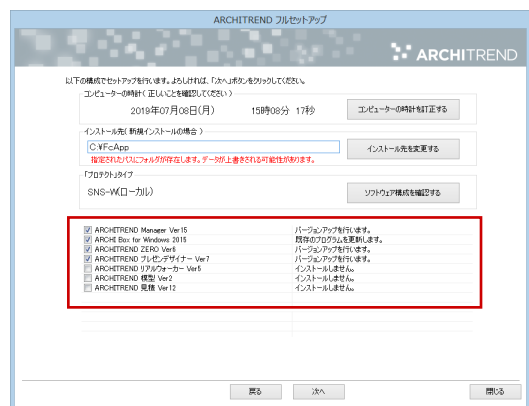 ARCHITREND フルセットアップ
ARCHITREND
以下の構成でセットアップを行います。よろしければ、「次へ」ボタンをクリックしてください。
コンピューターの時計（正しいことを確認してください）
2019年07月08日(月) 15時08分 17秒
コンピューターの時計を訂正する
インストール先（新規インストールの場合）
C:¥FcApp
インストール先を変更する
指定されたパスにフォルダが存在します。データが上書きされる可能性があります。
「プロテクト」タイプ
SNS-W(ローカル)
ソフトウェア構成を確認する
ARCHITREND Manager Ver15 バージョンアップを行います。
ARCHI Box for Windows 2015 既存のプログラムを更新します。
ARCHITREND ZERO Ver6 バージョンアップを行います。
ARCHITREND プレゼンデザイナー Ver7 バージョンアップを行います。
ARCHITREND リアルウォーカー Ver5 インストールしません。
ARCHITREND 模型 Ver2 インストールしません。
ARCHITREND 見積 Ver12 インストールしません。
戻る 次へ 閉じる